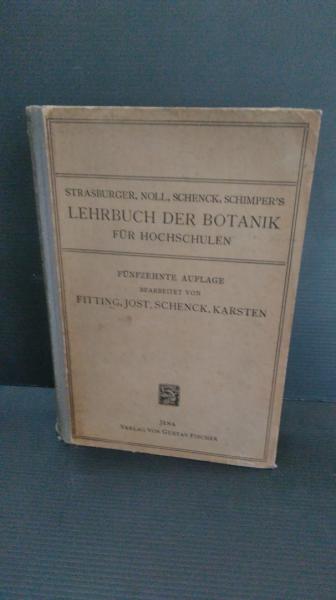 STRASBURGER, NOLL, SCHENCK, SCHIMPER'S
LEHRBUCH DER BOTANIK
FÜR HOCHSCHULEN
FÜNFZEHNTE AUFLAGE
BEARBEITET VON
FITTING, JOST, SCHENCK, KARSTEN
JENA
VERLAG VON GUSTAV FISCHER